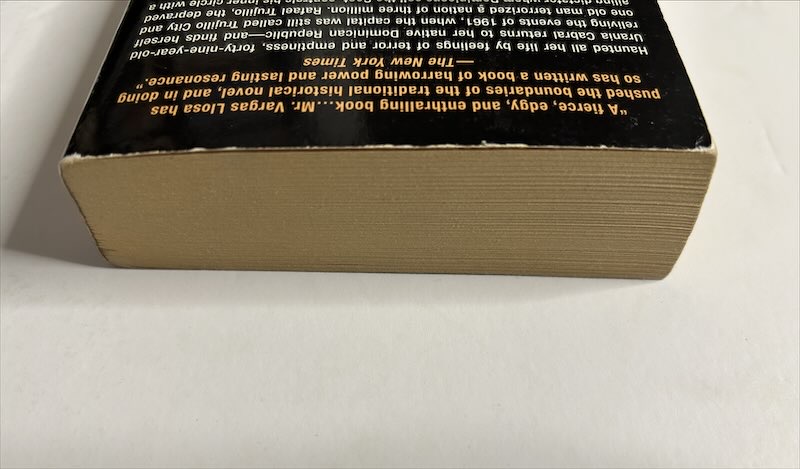 “A fierce, edgy, and enthralling book....Mr. Vargas Llosa has
pushed the boundaries of the traditional historical novel, and in doing
so has written a book of harrowing power and lasting resonance.”
—The New York Times
Haunted all her life by feelings of terror and emptiness, forty-nine-year-old
Urania Cabral returns to her native Dominican Republic—and finds herself
reliving the events of 1961, when the capital was still called Trujillo City and
one old man terrorized a nation of three million. Rafael Trujillo, the depraved